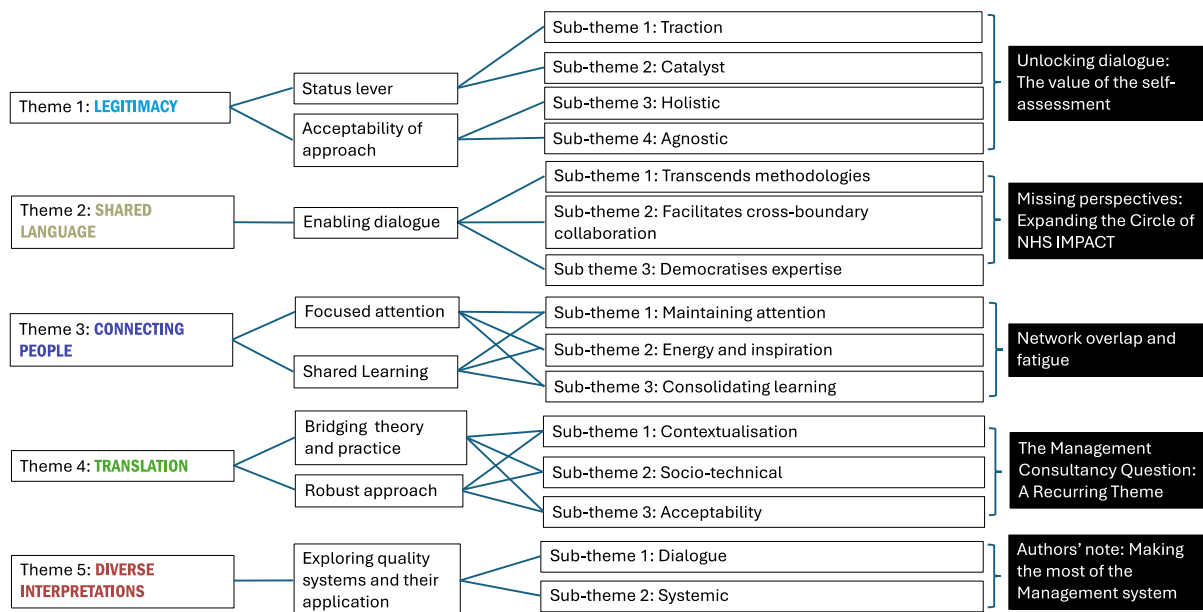 Theme 1: LEGITIMACY
Status lever
Acceptability of
approach
Sub-theme 1: Traction
Sub-theme 2: Catalyst
Sub-theme 3: Holistic
Sub-theme 4: Agnostic
Unlocking dialogue:
The value of the self-
assessment
Theme 2: SHARED
LANGUAGE
Enabling dialogue
Sub-theme 1: Transcends methodologies
Sub-theme 2: Facilitates cross-boundary
collaboration
Sub theme 3: Democratises expertise
Missing perspectives:
Expanding the Circle of
NHS IMPACT
Theme 3: CONNECTING
PEOPLE
Focused attention
Shared Learning
Sub-theme 1: Maintaining attention
Sub-theme 2: Energy and inspiration
Sub-theme 3: Consolidating learning
Network overlap and
fatigue
Theme 4: TRANSLATION
Bridging theory
and practice
Robust approach
Sub-theme 1: Contextualisation
Sub-theme 2: Socio-technical
Sub-theme 3: Acceptability
The Management
Consultancy Question:
A Recurring Theme
Theme 5: DIVERSE
INTERPRETATIONS
Exploring quality
systems and their
application
Sub-theme 1: Dialogue
Sub-theme 2: Systemic
Authors' note: Making
the most of the
Management system